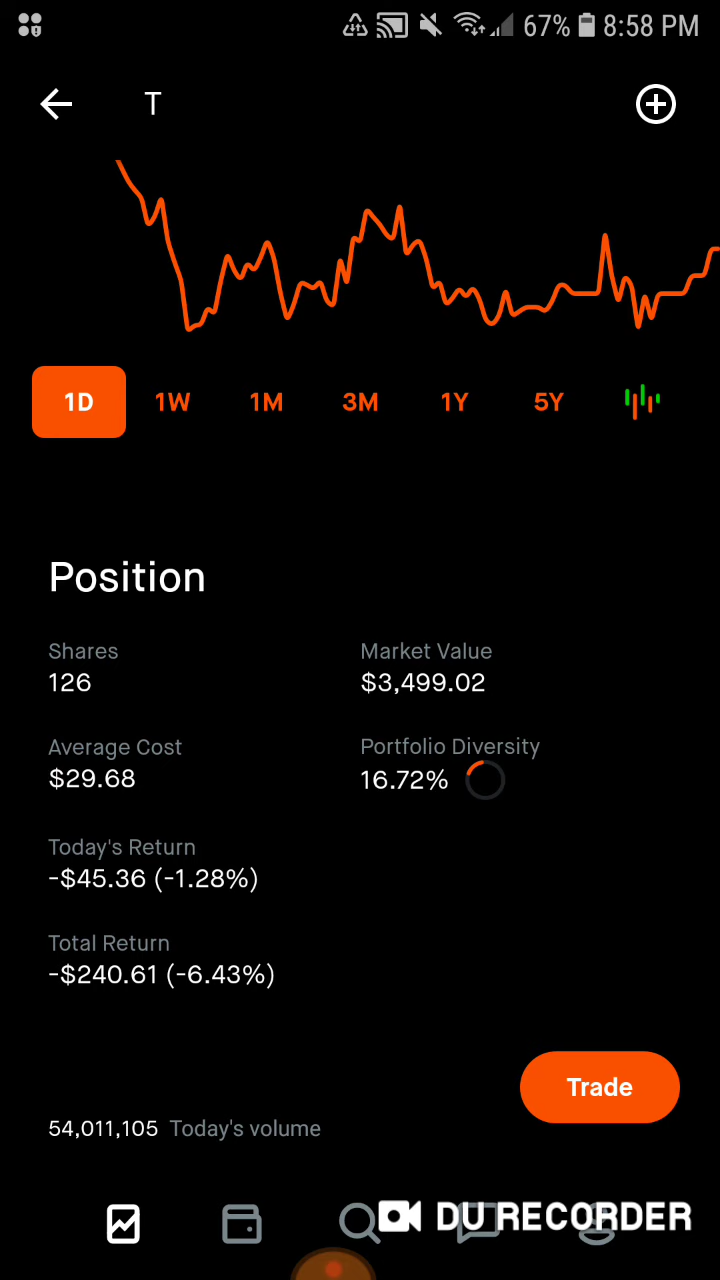 67% 8:58 PM
T
1D 1W 1M 3M 1Y 5Y
Position
Shares Market Value
126 $3,499.02
Average Cost Portfolio Diversity
$29.68 16.72%
Today's Return
-$45.36 (-1.28%)
Total Return
-$240.61 (-6.43%)
Trade
54,011,105 Today's volume
DU RECORDER